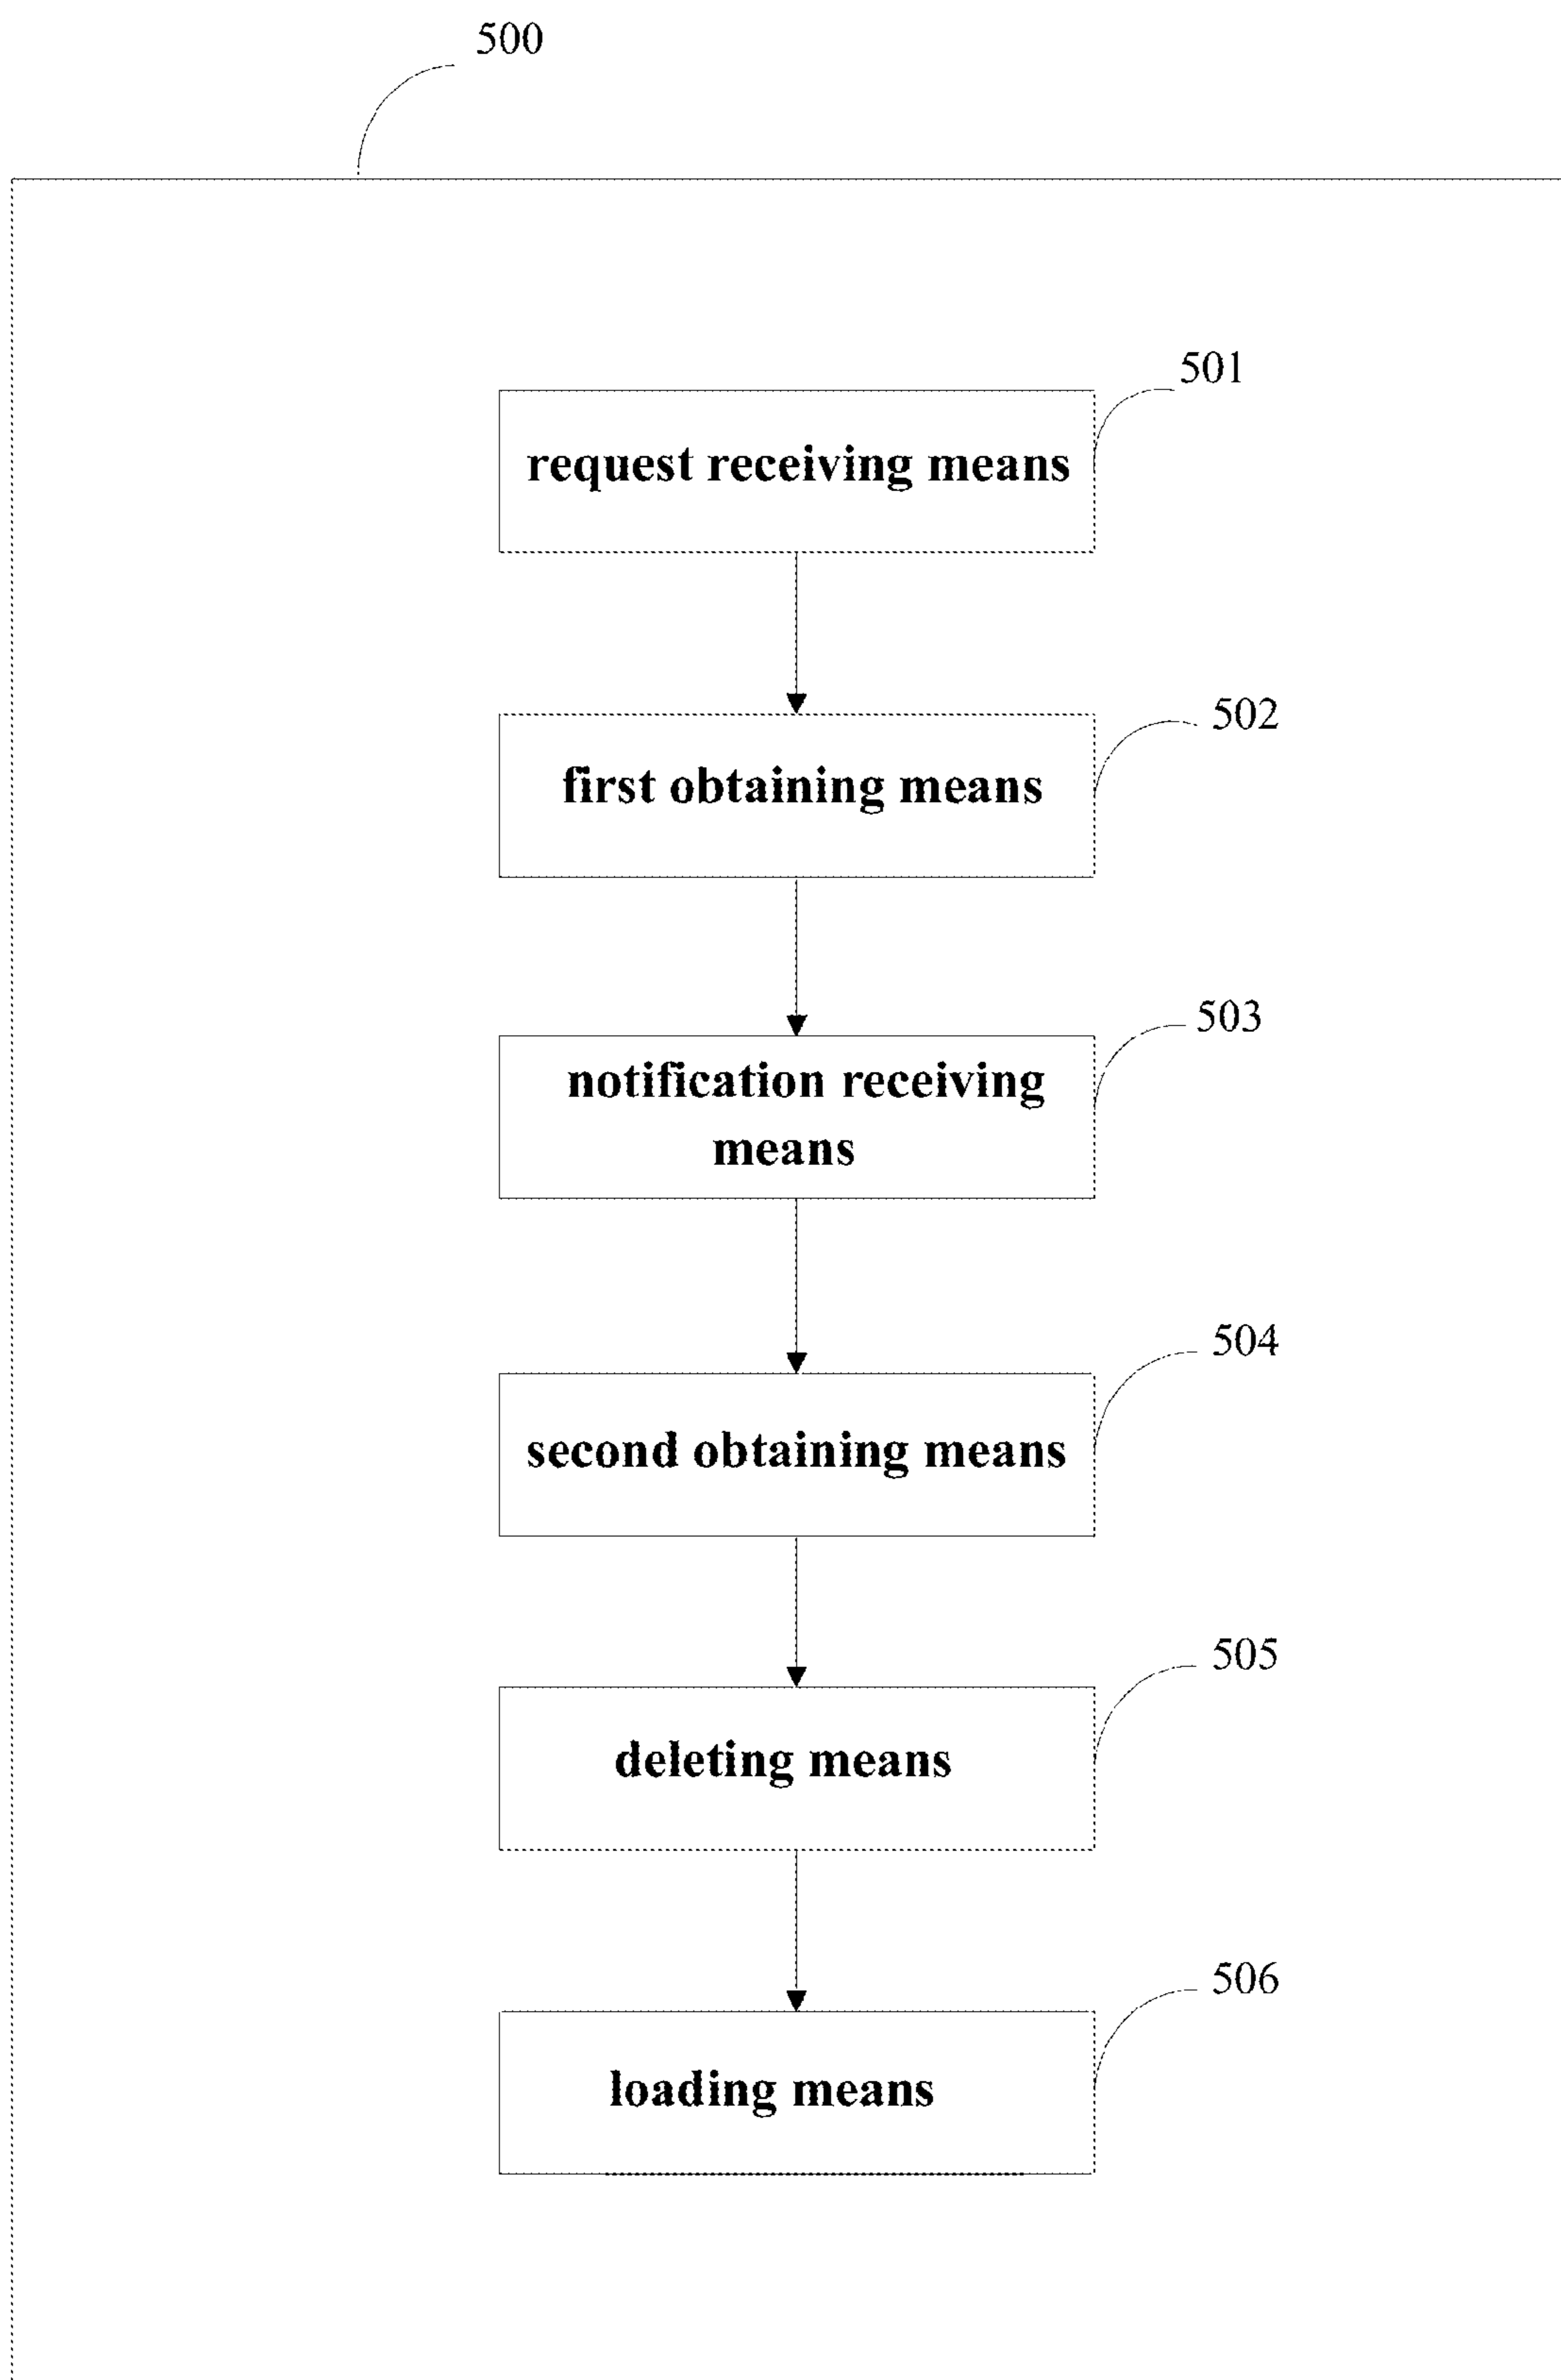 500
501
request receiving means
502
first obtaining means
503
notification receiving
means
504
second obtaining means
505
deleting means
506
loading means